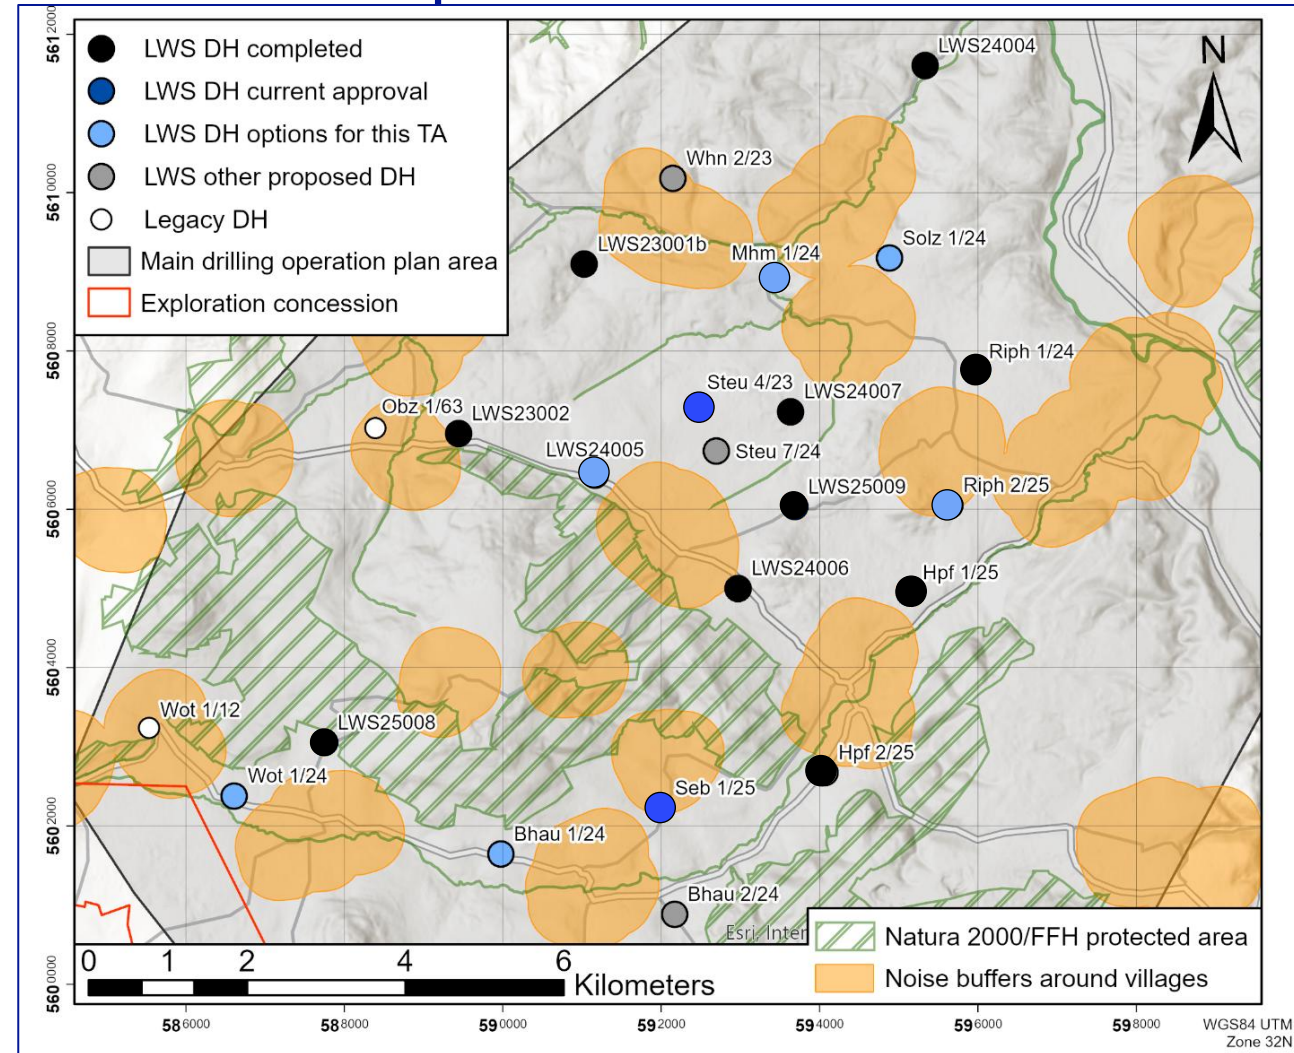 LWS DH completed
LWS DH current approval
LWS DH options for this TA
LWS other proposed DH
Legacy DH
Main drilling operation plan area
Exploration concession
N
LWS24004
Whn 2/23
LWS23001b
Mhm 1/24
Solz 1/24
Riph 1/24
Steu 4/23
LWS24007
Obz 1/63
LWS23002
LWS24005
Steu 7/24
LWS25009
Riph 2/25
LWS24006
Hpf 1/25
Wot 1/12
LWS25008
Hpf 2/25
Wot 1/24
Seb 1/25
Bhau 1/24
Bhau 2/24
Esri, Inter
Natura 2000/FFH protected area
Noise buffers around villages
0 1 2 4 6
Kilometers
5612000
5610000
5608000
5606000
5604000
5602000
5600000
586000 588000 590000 592000 594000 596000 598000
WGS84 UTM
Zone 32N